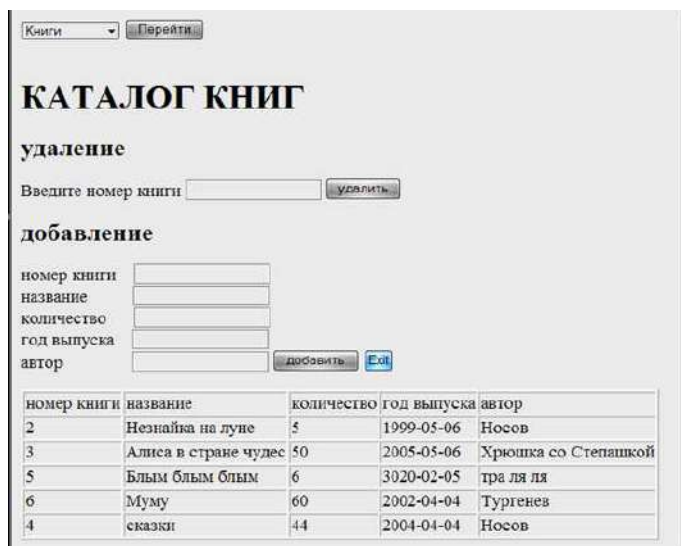 Книги Перейти
КАТАЛОГ КНИГ
удаление
Введите номер книги удалить
добавление
номер книги
название
количество
год выпуска
автор добавить Exit
номер книги название количество год выпуска автор
2 Незнайка на луне 5 1999-05-06 Носов
3 Алиса в стране чудес 50 2005-05-06 Хрюшка со Степашкой
5 Блым блым блым 6 3020-02-05 тра ля ля
6 Муму 60 2002-04-04 Тургенев
4 сказки 44 2004-04-04 Носов